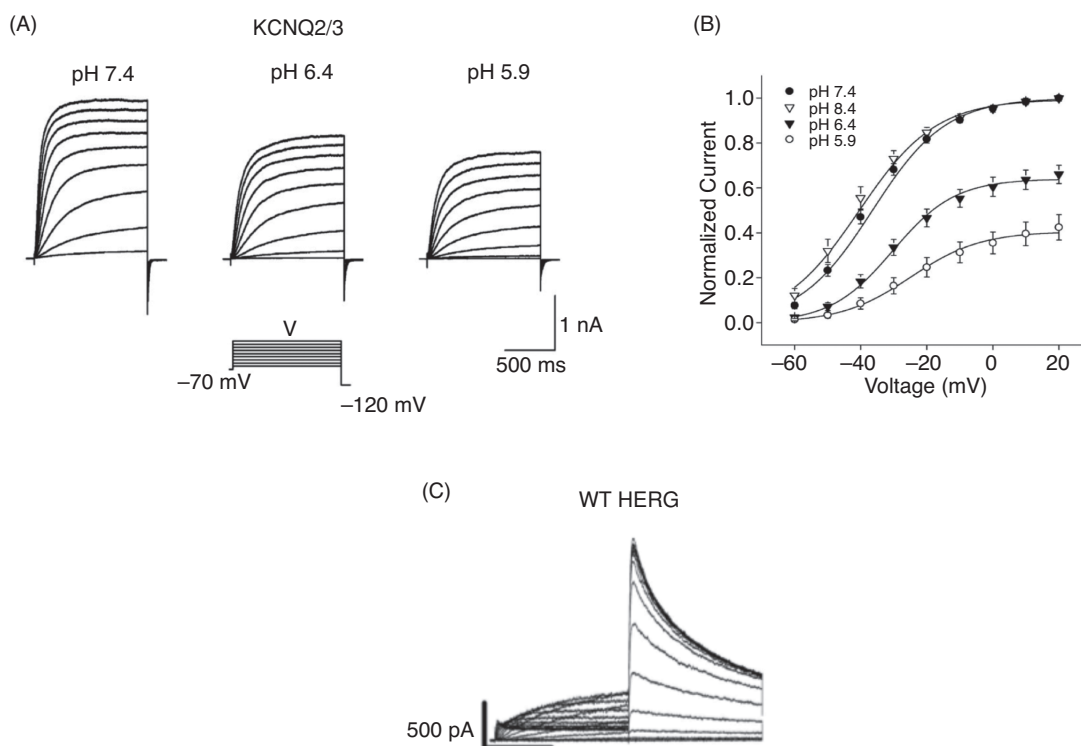 (A)
KCNQ2/3
pH 7.4
pH 6.4
pH 5.9
V
–70 mV
–120 mV
1 nA
500 ms
(B)
Normalized Current
1.0
0.8
0.6
0.4
0.2
0.0
pH 7.4
pH 8.4
pH 6.4
pH 5.9
–60
–40
–20
0
20
Voltage (mV)
(C)
WT HERG
500 pA